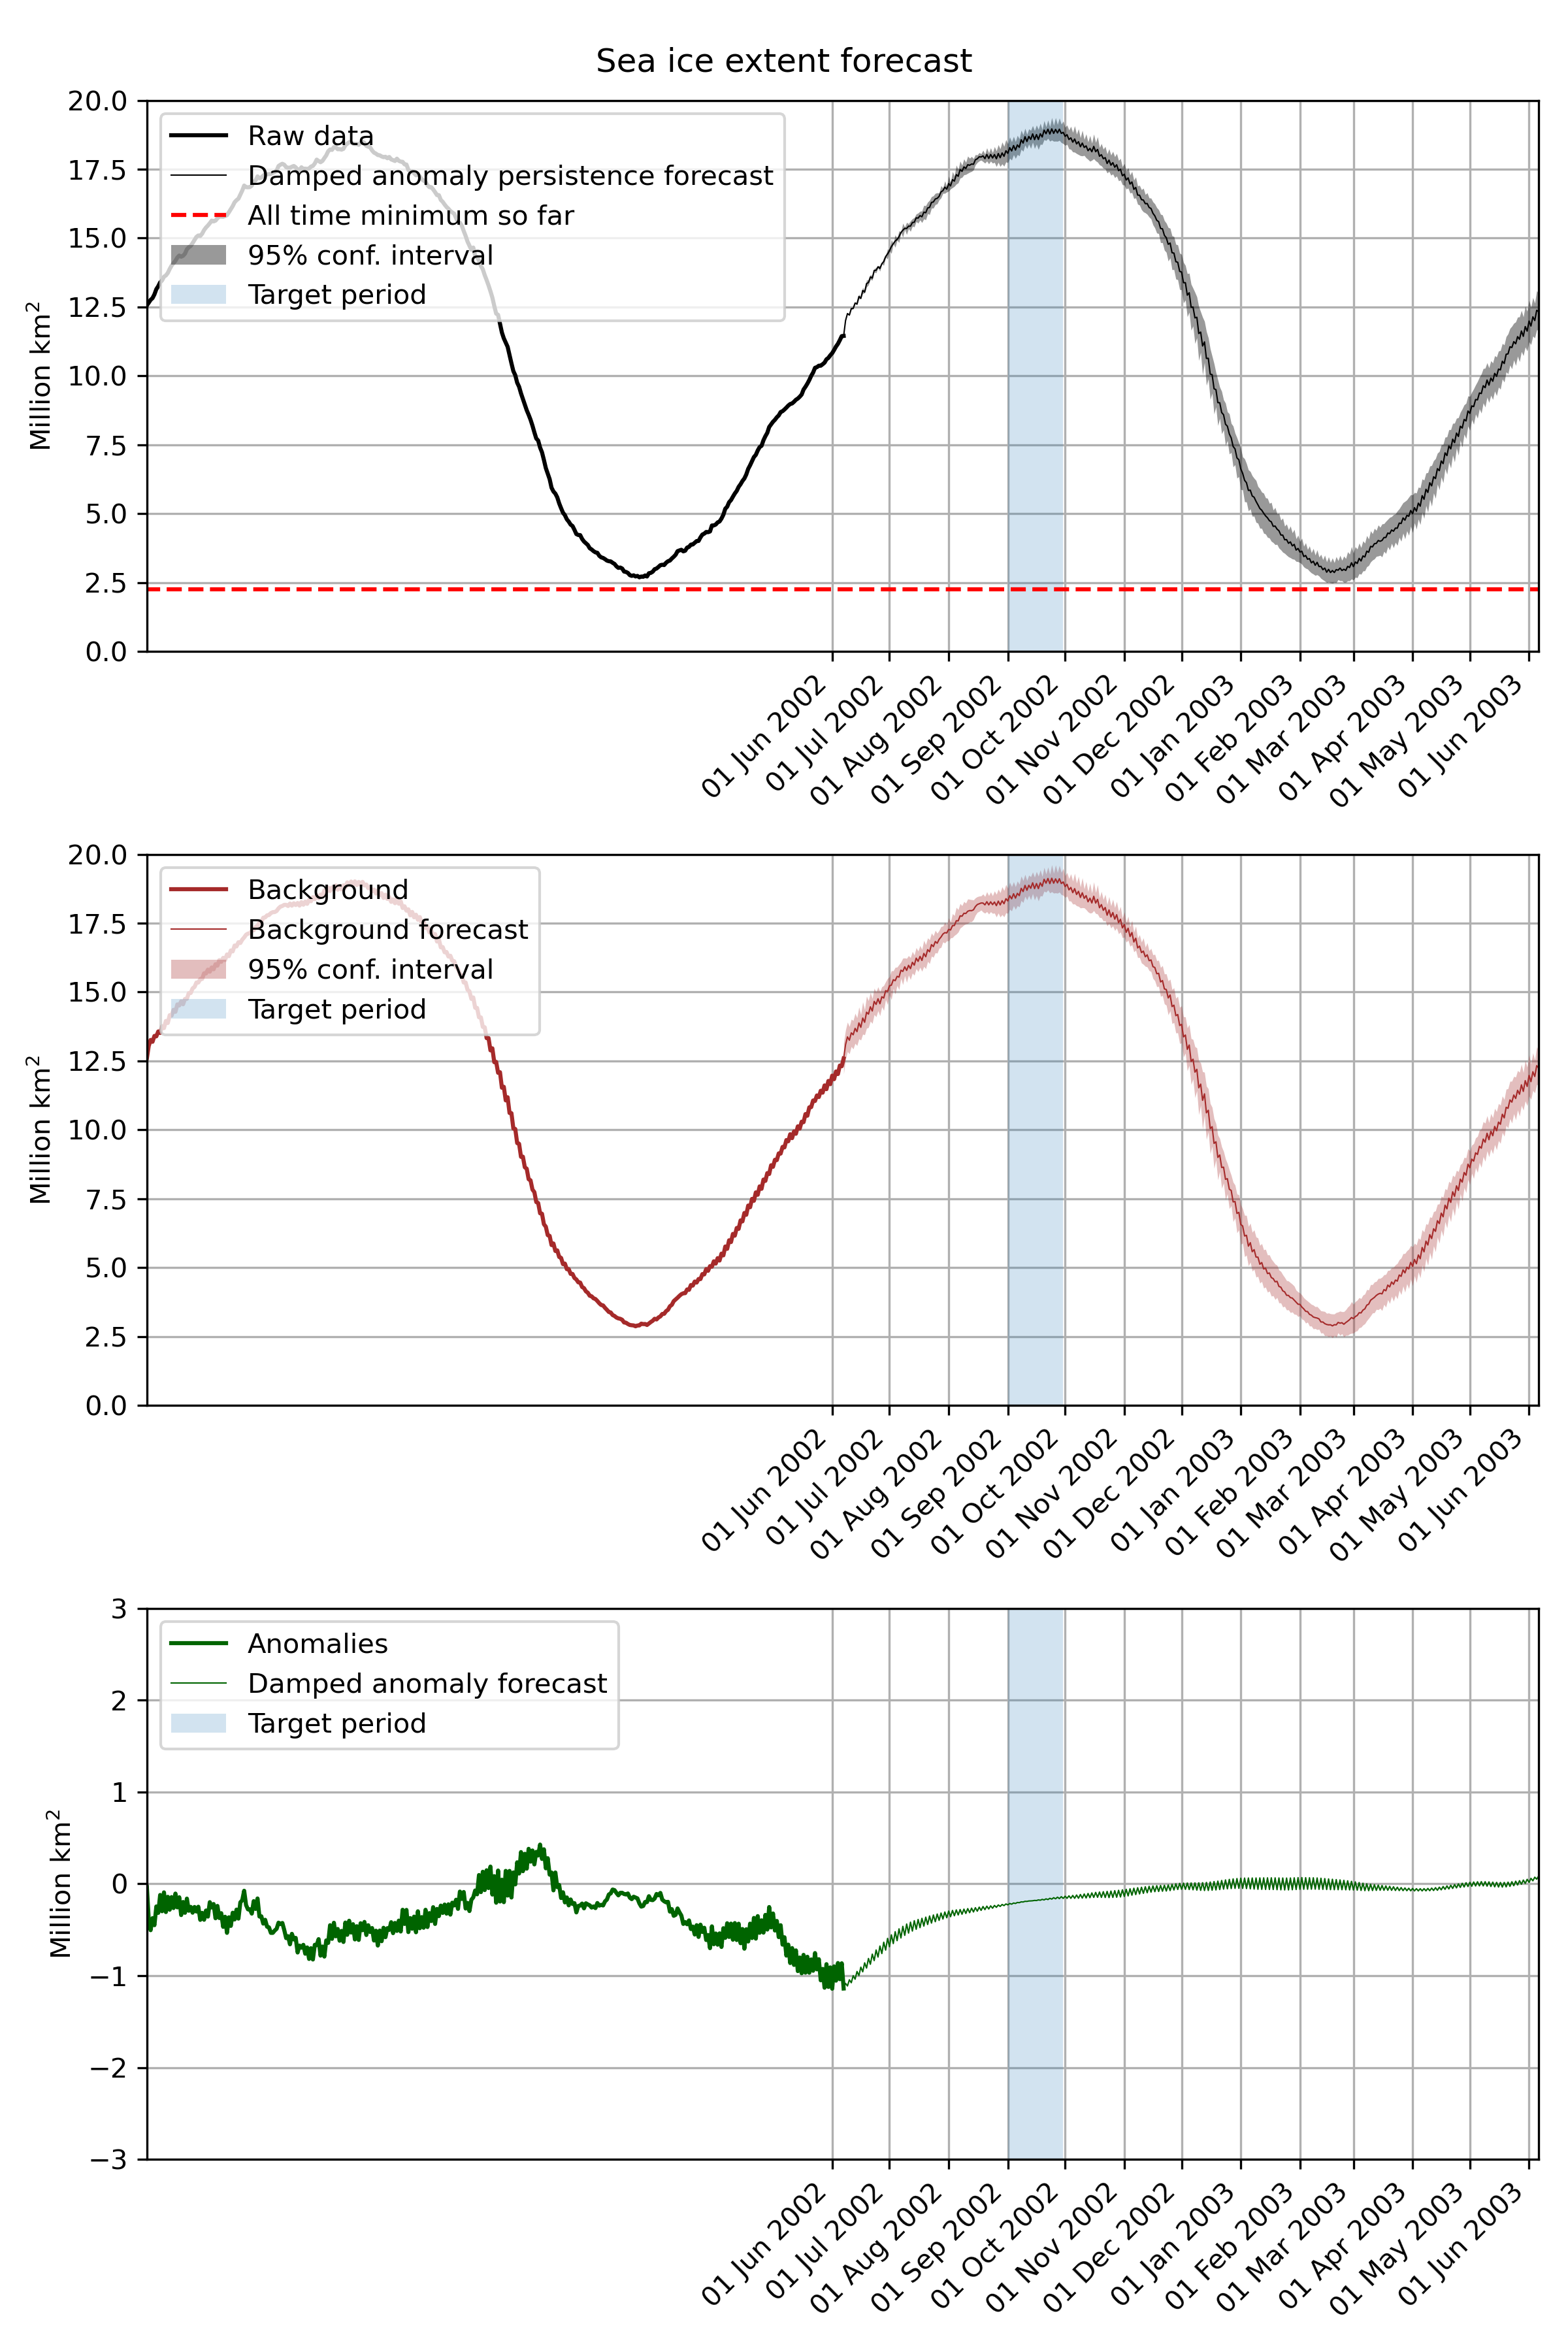 Sea ice extent forecast
20.0
17.5
15.0
12.5
10.0
7.5
5.0
2.5
0.0
Million km²
Raw data
Damped anomaly persistence forecast
All time minimum so far
95% conf. interval
Target period
01 Jun 2002
01 Jul 2002
01 Aug 2002
01 Sep 2002
01 Oct 2002
01 Nov 2002
01 Dec 2002
01 Jan 2003
01 Feb 2003
01 Mar 2003
01 Apr 2003
01 May 2003
01 Jun 2003
20.0
17.5
15.0
12.5
10.0
7.5
5.0
2.5
0.0
Million km²
Background
Background forecast
95% conf. interval
Target period
01 Jun 2002
01 Jul 2002
01 Aug 2002
01 Sep 2002
01 Oct 2002
01 Nov 2002
01 Dec 2002
01 Jan 2003
01 Feb 2003
01 Mar 2003
01 Apr 2003
01 May 2003
01 Jun 2003
3
2
1
0
−1
−2
−3
Million km²
Anomalies
Damped anomaly forecast
Target period
01 Jun 2002
01 Jul 2002
01 Aug 2002
01 Sep 2002
01 Oct 2002
01 Nov 2002
01 Dec 2002
01 Jan 2003
01 Feb 2003
01 Mar 2003
01 Apr 2003
01 May 2003
01 Jun 2003